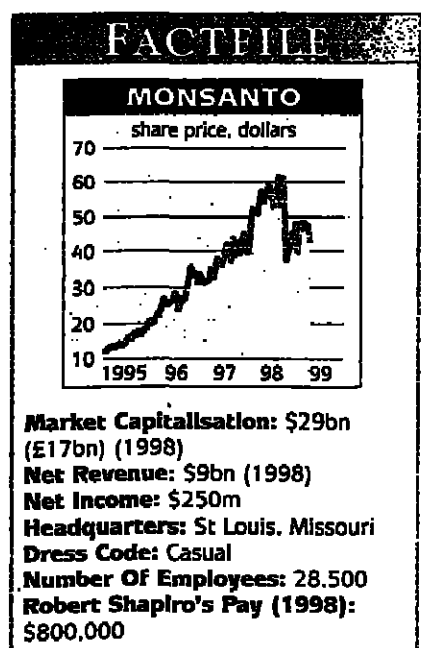 FACTFILE
MONSANTO
share price, dollars
70
60
50
40
30
20
10
1995 96 97 98 99
Market Capitalisation: $29bn
(£17bn) (1998)
Net Revenue: $9bn (1998)
Net Income: $250m
Headquarters: St Louis, Missouri
Dress Code: Casual
Number Of Employees: 28.500
Robert Shapiro's Pay (1998):
$800,000